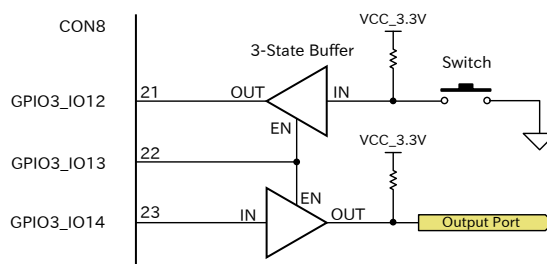 CON8
VCC_3.3V
3-State Buffer
Switch
GPIO3_IO12
21
OUT
IN
EN
VCC_3.3V
GPIO3_IO13
22
EN
GPIO3_IO14
23
IN
OUT
Output Port